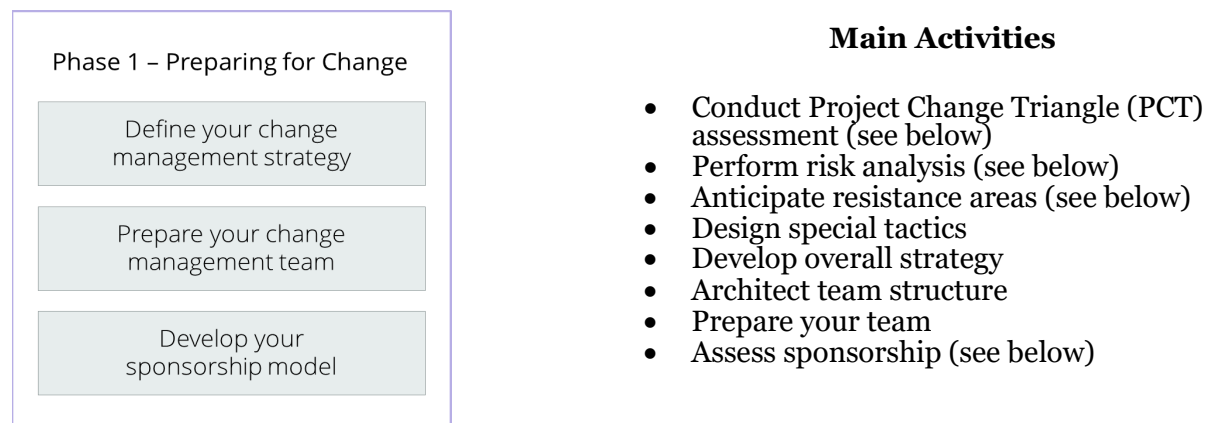 Phase 1 – Preparing for Change
Define your change
management strategy
Prepare your change
management team
Develop your
sponsorship model
Main Activities
• Conduct Project Change Triangle (PCT)
assessment (see below)
• Perform risk analysis (see below)
• Anticipate resistance areas (see below)
• Design special tactics
• Develop overall strategy
• Architect team structure
• Prepare your team
• Assess sponsorship (see below)